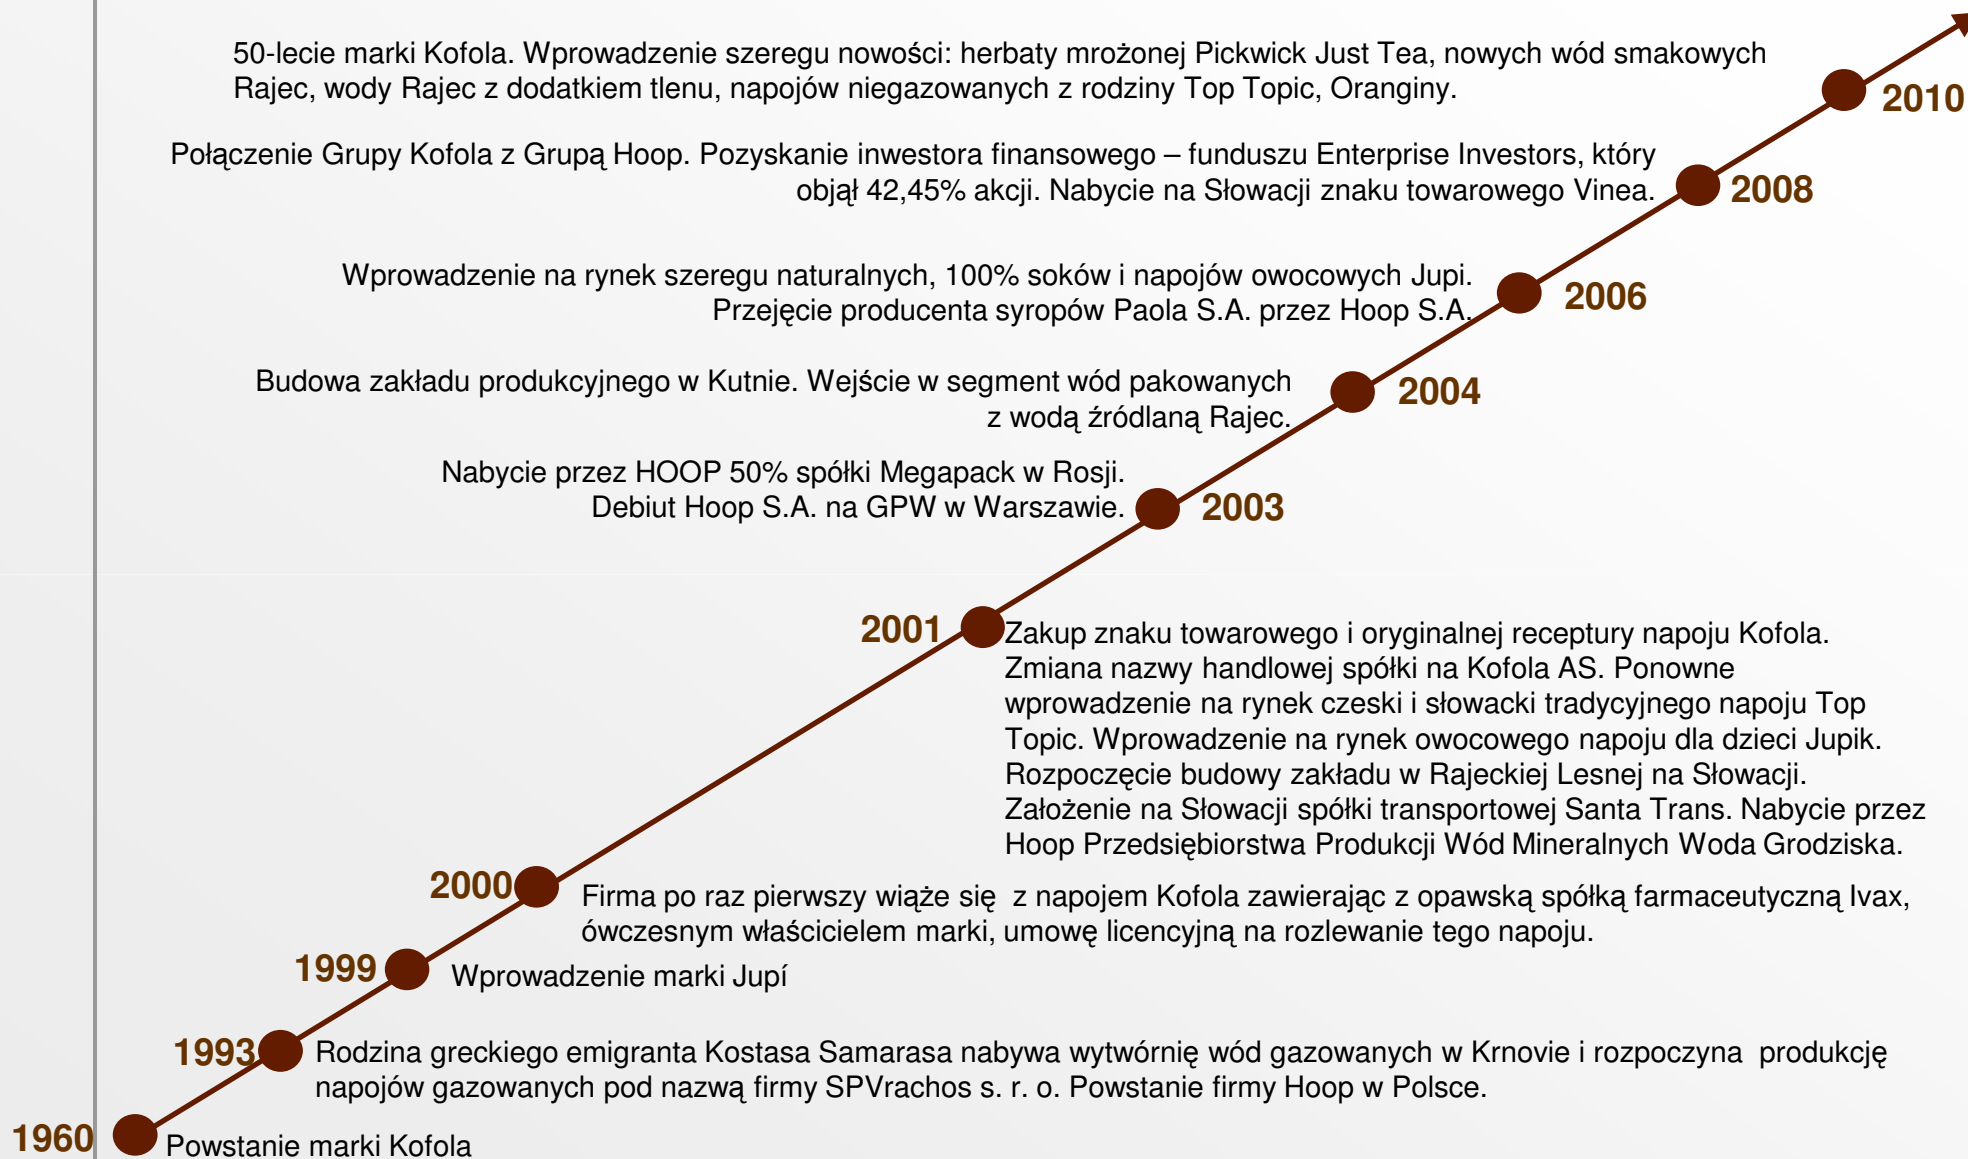 50-lecie marki Kofola. Wprowadzenie szeregu nowości: herbaty mrożonej Pickwick Just Tea, nowych wód smakowych
Rajec, wody Rajec z dodatkiem tlenu, napojów niegazowanych z rodziny Top Topic, Oranginy.
2010
Połączenie Grupy Kofola z Grupą Hoop. Pozyskanie inwestora finansowego – funduszu Enterprise Investors, który
objął 42,45% akcji. Nabycie na Słowacji znaku towarowego Vinea.
2008
Wprowadzenie na rynek szeregu naturalnych, 100% soków i napojów owocowych Jupi.
Przejęcie producenta syropów Paola S.A. przez Hoop S.A.
2006
Budowa zakładu produkcyjnego w Kutnie. Wejście w segment wód pakowanych
z wodą źródlaną Rajec.
2004
Nabycie przez HOOP 50% spółki Megapack w Rosji.
Debiut Hoop S.A. na GPW w Warszawie.
2003
2001
Zakup znaku towarowego i oryginalnej receptury napoju Kofola.
Zmiana nazwy handlowej spółki na Kofola AS. Ponowne
wprowadzenie na rynek czeski i słowacki tradycyjnego napoju Top
Topic. Wprowadzenie na rynek owocowego napoju dla dzieci Jupik.
Rozpoczęcie budowy zakładu w Rajeckiej Lesnej na Słowacji.
Założenie na Słowacji spółki transportowej Santa Trans. Nabycie przez
Hoop Przedsiębiorstwa Produkcji Wód Mineralnych Woda Grodziska.
2000
Firma po raz pierwszy wiąże się  z napojem Kofola zawierając z opawską spółką farmaceutyczną Ivax,
ówczesnym właścicielem marki, umowę licencyjną na rozlewanie tego napoju.
1999
Wprowadzenie marki Jupí
1993
Rodzina greckiego emigranta Kostasa Samarasa nabywa wytwórnię wód gazowanych w Krnovie i rozpoczyna  produkcję
napojów gazowanych pod nazwą firmy SPVrachos s. r. o. Powstanie firmy Hoop w Polsce.
1960
Powstanie marki Kofola